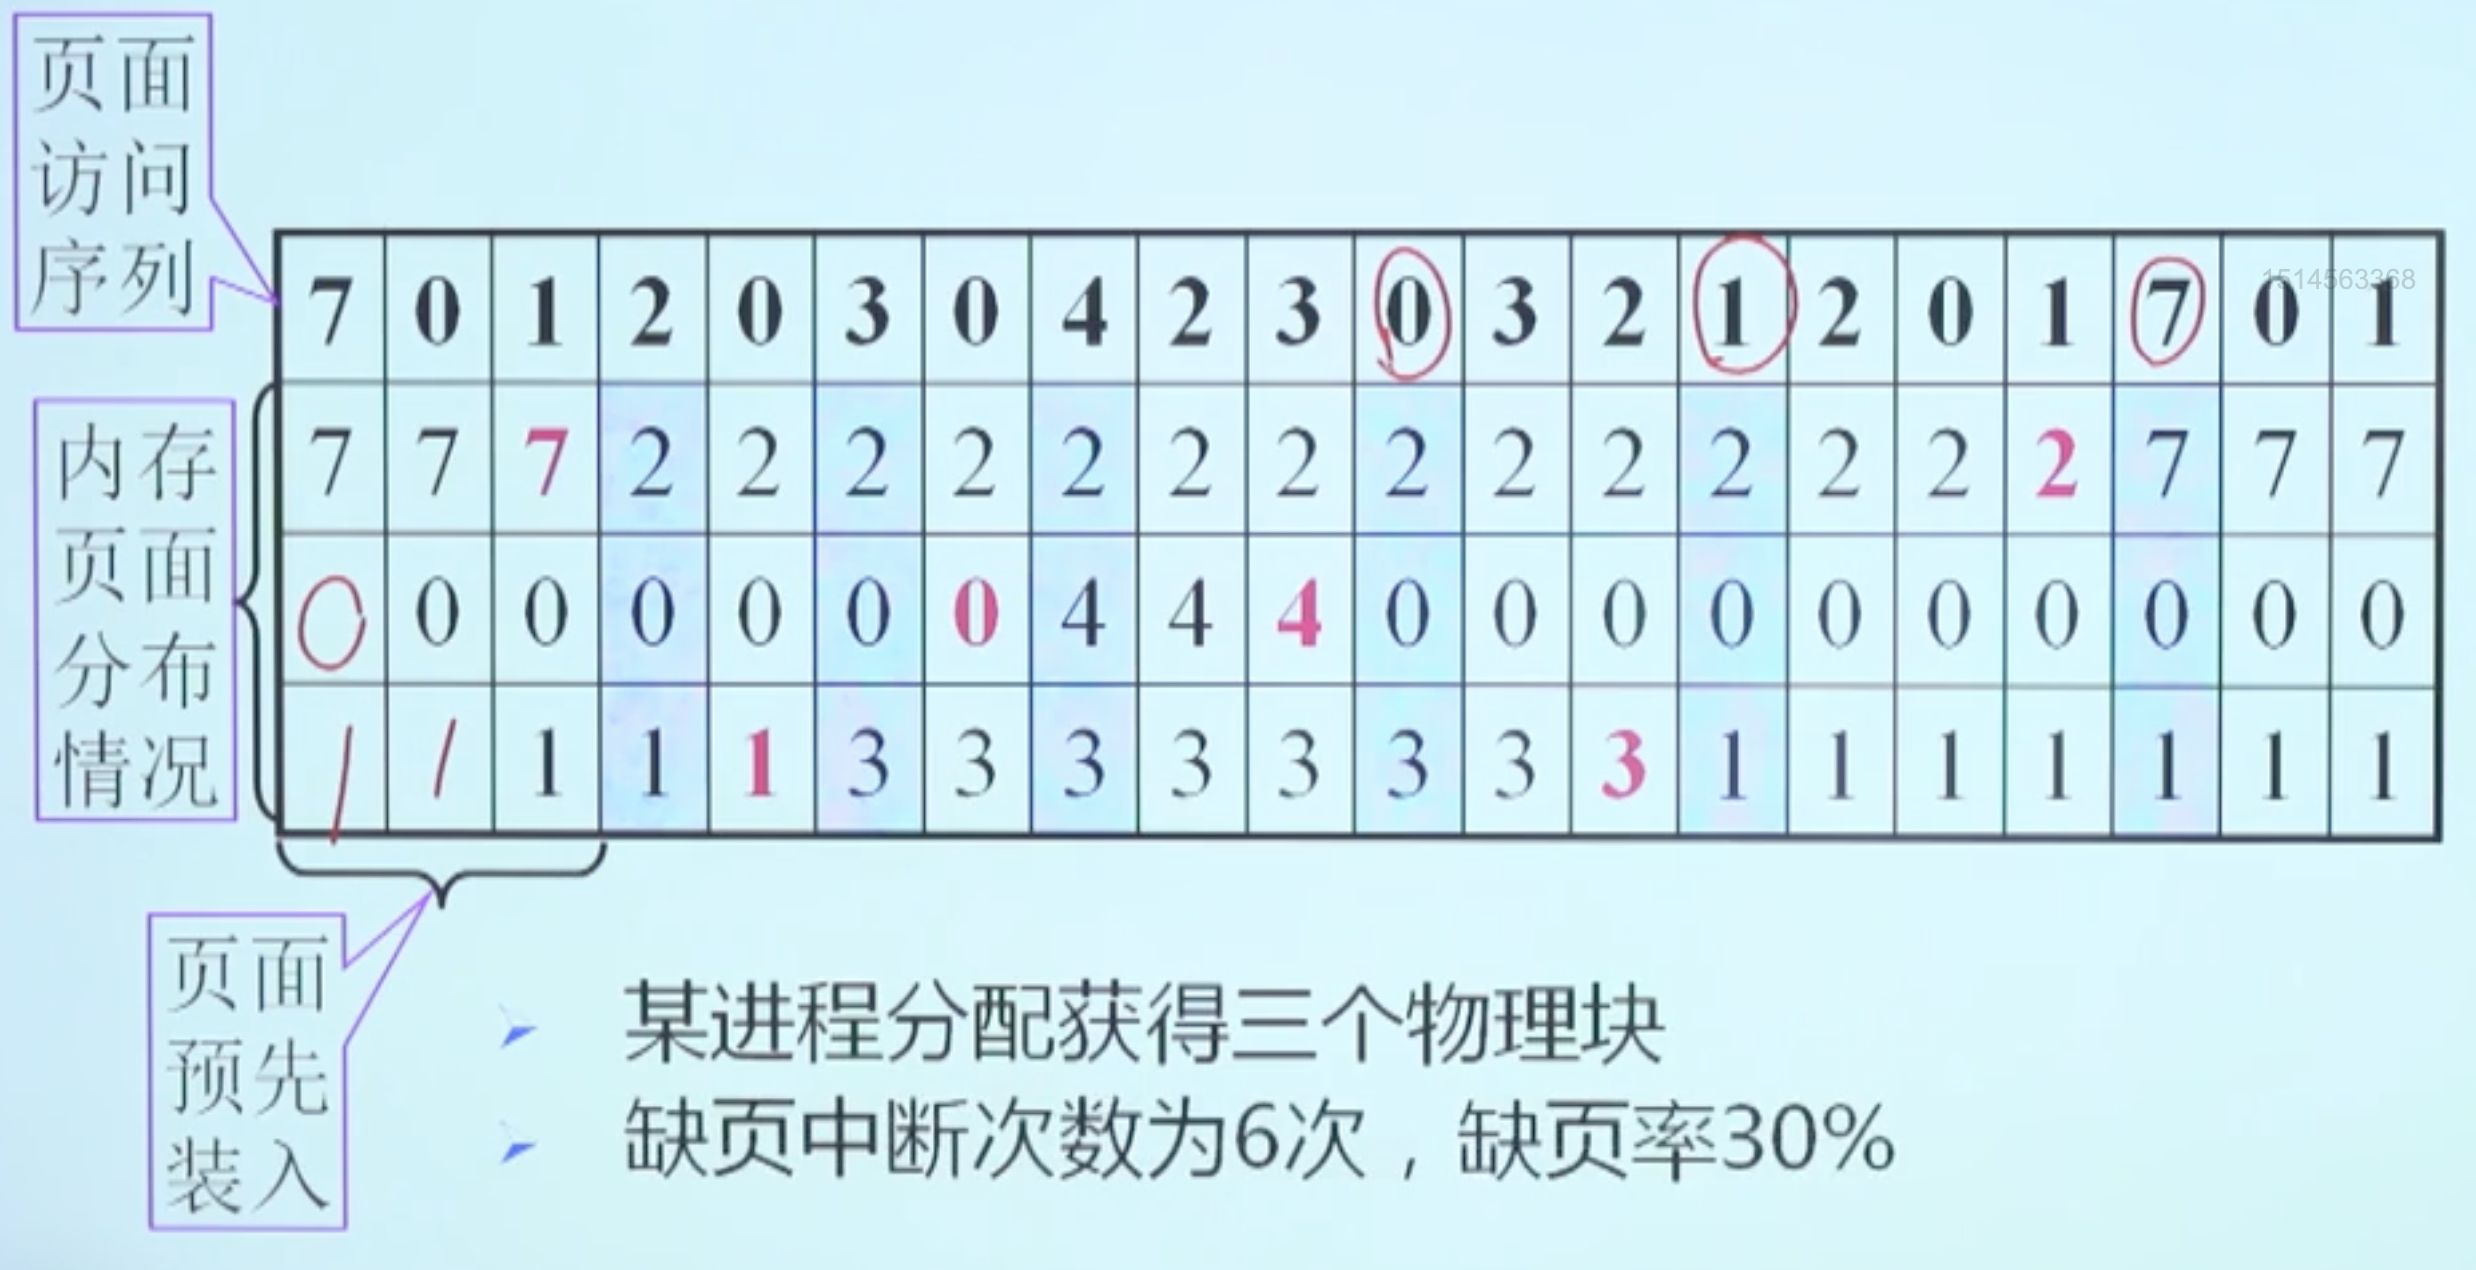 页面
访问
序列
1514563368
7 0 1 2 0 3 0 4 2 3 0 3 2 1 2 0 1 7 0 1
内存
页面
分布
情况
7 7 7 2 2 2 2 2 2 2 2 2 2 2 2 2 2 7 7 7
0 0 0 0 0 0 0 4 4 4 0 0 0 0 0 0 0 0 0 0
1 1 1 1 1 3 3 3 3 3 3 3 3 1 1 1 1 1 1 1
页面
预先
装入
某进程分配获得三个物理块
缺页中断次数为6次，缺页率30%